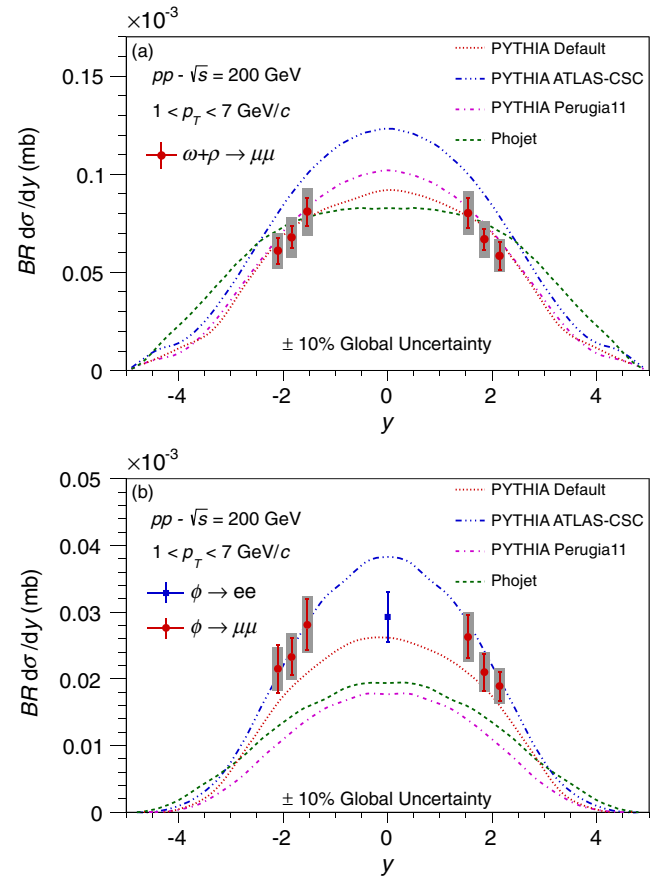 ×10⁻³
(a)
pp - √s = 200 GeV
1 < p_T < 7 GeV/c
ω+ρ → μμ
PYTHIA Default
PYTHIA ATLAS-CSC
PYTHIA Perugia11
Phojet
0.15
0.1
0.05
0
BR dσ/dy (mb)
± 10% Global Uncertainty
-4 -2 0 2 4
y
×10⁻³
(b)
pp - √s = 200 GeV
1 < p_T < 7 GeV/c
ϕ → ee
ϕ → μμ
PYTHIA Default
PYTHIA ATLAS-CSC
PYTHIA Perugia11
Phojet
0.05
0.04
0.03
0.02
0.01
0
BR dσ/dy (mb)
± 10% Global Uncertainty
-4 -2 0 2 4
y